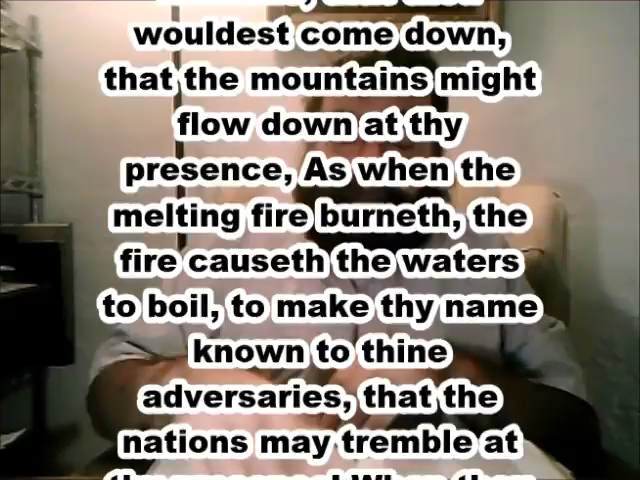 wouldest come down,
that the mountains might
flow down at thy
presence, As when the
melting fire burneth, the
fire causeth the waters
to boil, to make thy name
known to thine
adversaries, that the
nations may tremble at